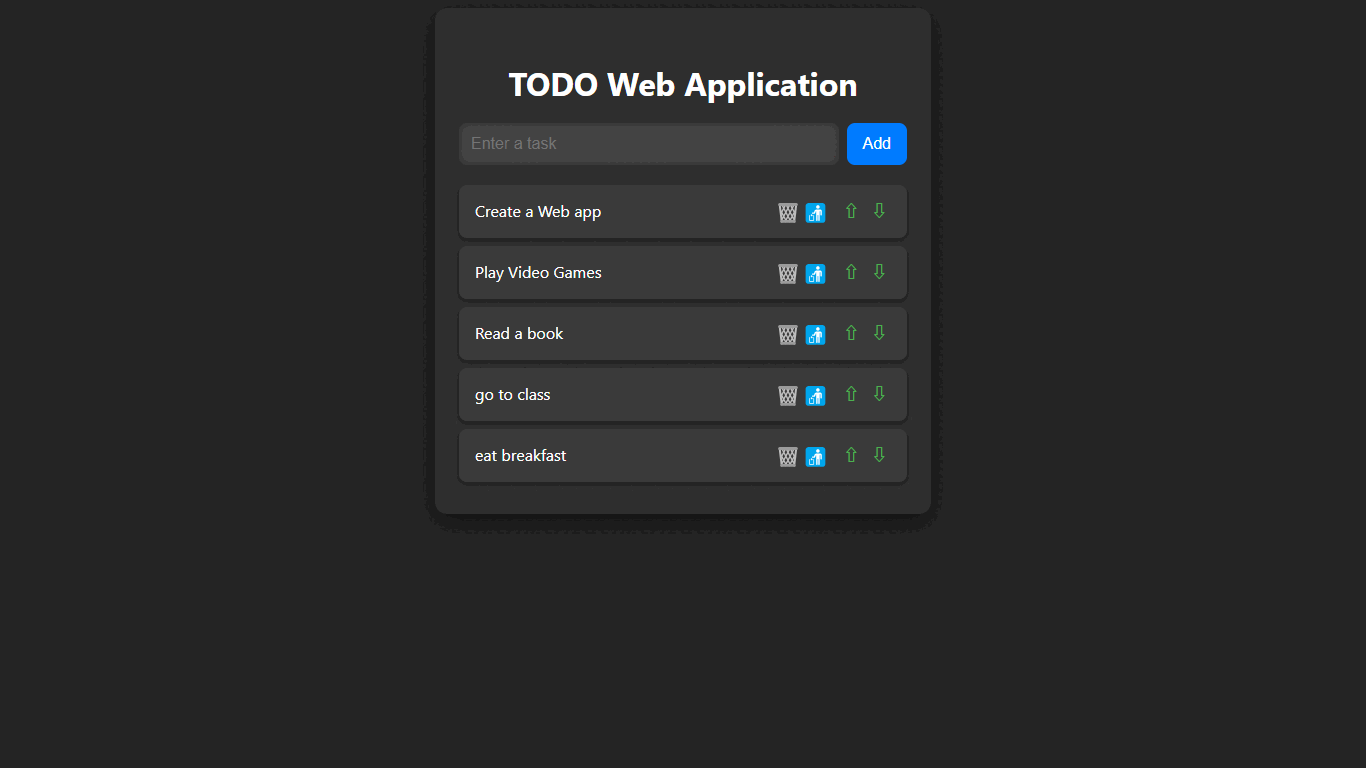 TODO Web Application
Enter a task
Add
Create a Web app
Play Video Games
Read a book
go to class
eat breakfast